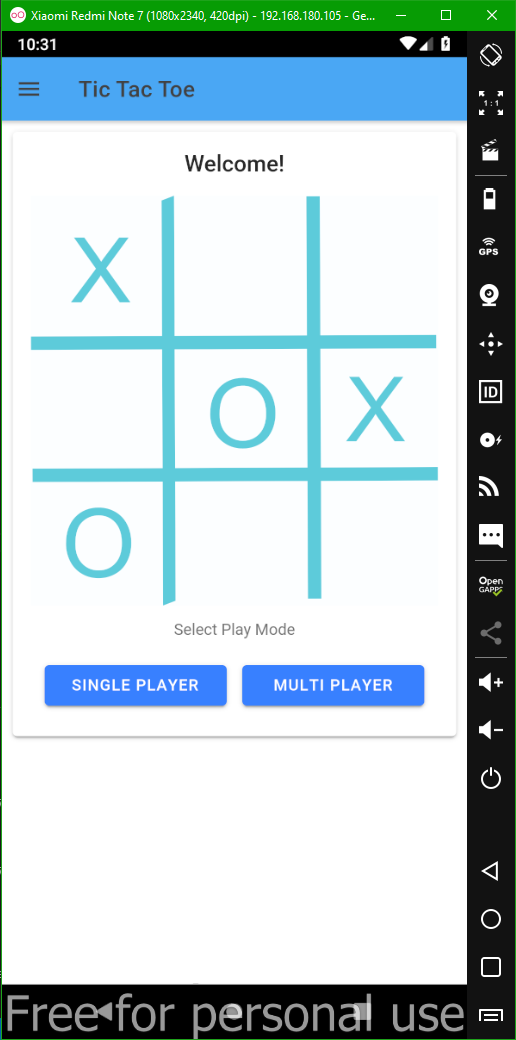 Xiaomi Redmi Note 7 (1080x2340, 420dpi) - 192.168.180.105 - Ge...
10:31
Tic Tac Toe
1:1
Welcome!
GPS
X
O X
ID
O
Open
GAPPS
Select Play Mode
SINGLE PLAYER MULTI PLAYER
Free for personal use